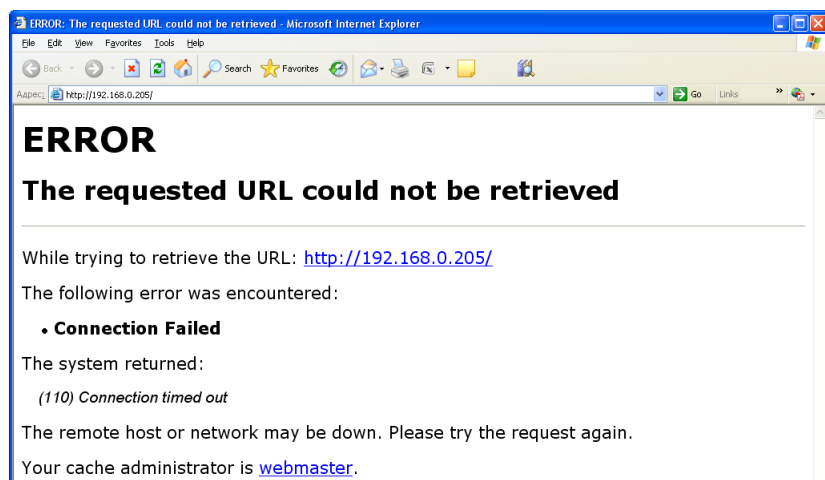 ERROR: The requested URL could not be retrieved - Microsoft Internet Explorer
File Edit View Favorites Tools Help
Back Search Favorites
Адрес: http://192.168.0.205/ Go Links »
ERROR
The requested URL could not be retrieved
While trying to retrieve the URL: http://192.168.0.205/
The following error was encountered:
• Connection Failed
The system returned:
(110) Connection timed out
The remote host or network may be down. Please try the request again.
Your cache administrator is webmaster.